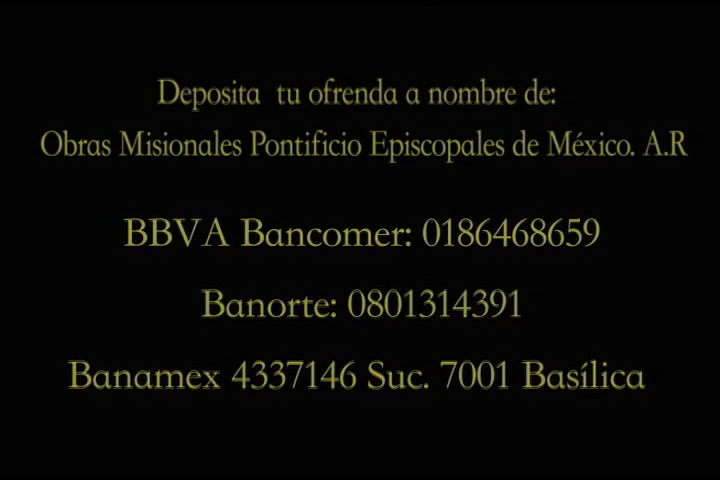 Deposita tu ofrenda a nombre de:
Obras Misionales Pontificio Episcopales de México. A.R
BBVA Bancomer: 0186468659
Banorte: 0801314391
Banamex 4337146 Suc. 7001 Basílica